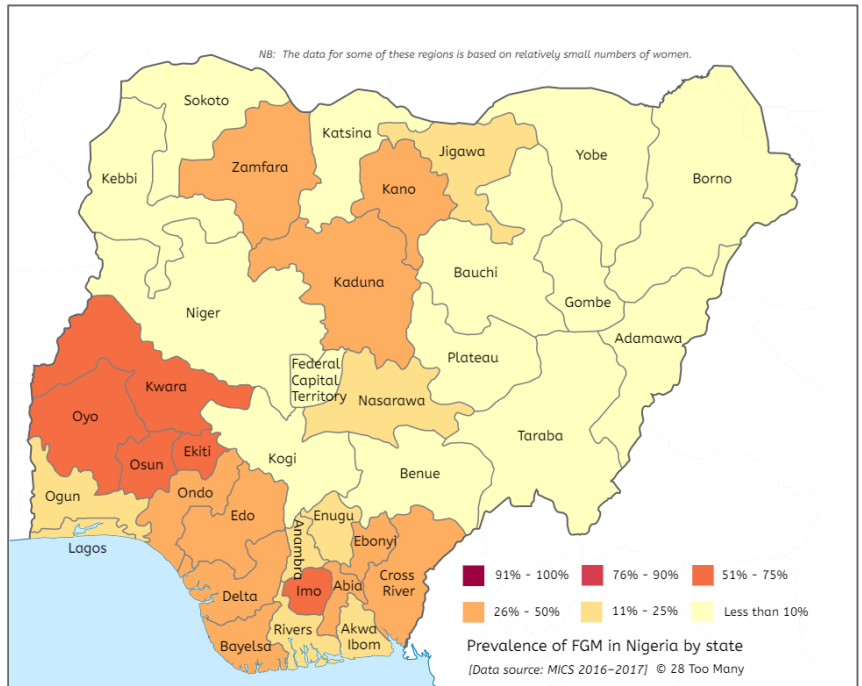 NB: The data for some of these regions is based on relatively small numbers of women.
Sokoto
Katsina
Zamfara
Jigawa
Yobe
Borno
Kebbi
Kano
Bauchi
Kaduna
Gombe
Niger
Adamawa
Plateau
Federal
Capital
Territory
Kwara
Nasarawa
Oyo
Taraba
Ekiti
Osun
Kogi
Benue
Ondo
Ogun
Edo
Enugu
Anambra
Ebonyi
Lagos
Cross
River
Imo
Abia
Delta
Rivers
Akwa
Ibom
Bayelsa
91% - 100%
76% - 90%
51% - 75%
26% - 50%
11% - 25%
Less than 10%
Prevalence of FGM in Nigeria by state
[Data source: MICS 2016–2017] © 28 Too Many